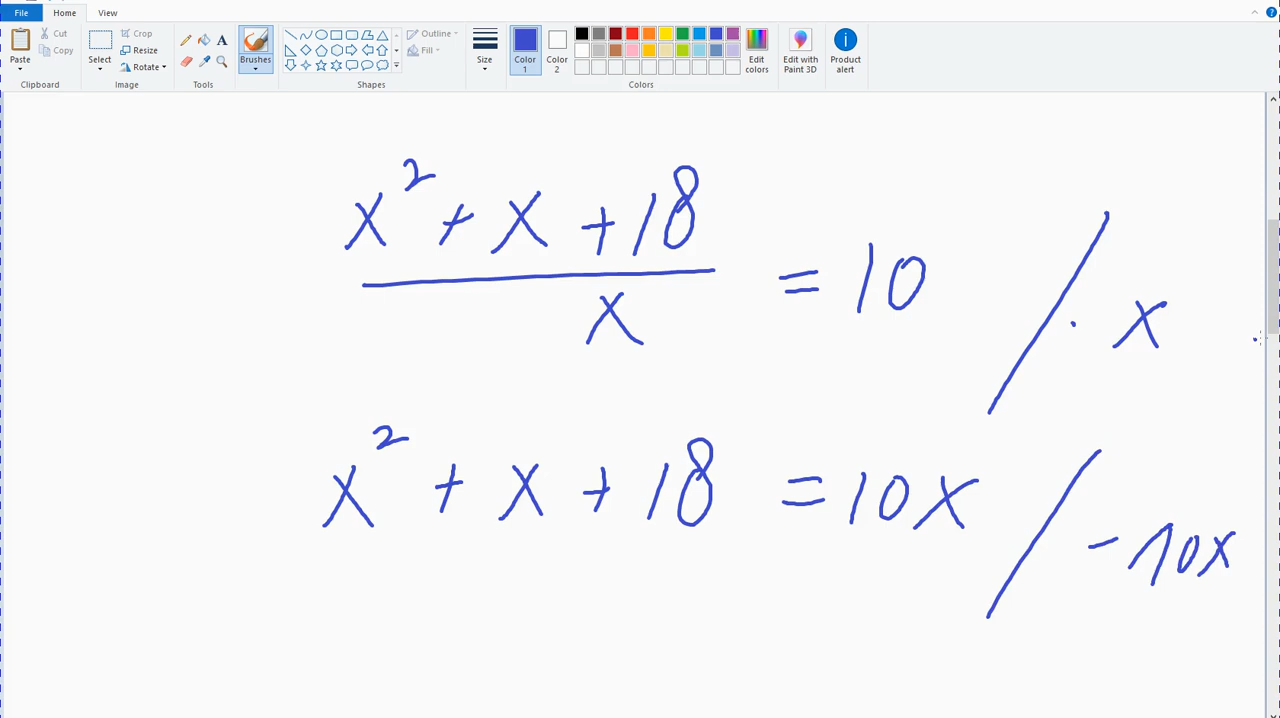 File Home View
Paste Cut Copy Clipboard
Select Crop Resize Rotate Image
Tools
Brushes
Outline Fill Shapes
Size
Color 1 Color 2 Edit colors Colors
Edit with Paint 3D
Product alert
x² + x + 18
―――――― = 10 / · x
x
x² + x + 18 = 10x / - 10x